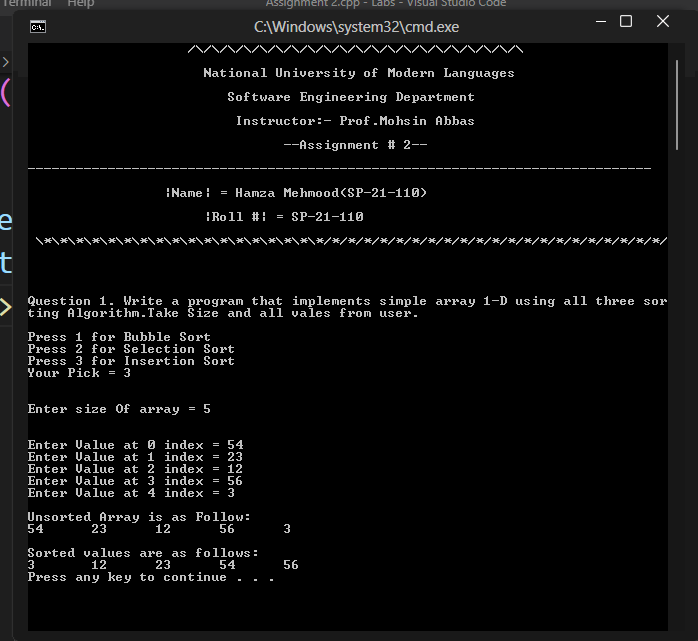 Terminal Help Assignment 2.cpp - Labs - Visual Studio Code
C:\Windows\system32\cmd.exe
/\/\/\/\/\/\/\/\/\/\/\/\/\/\/\/\/\/\/\/\/\
National University of Modern Languages
Software Engineering Department
Instructor:- Prof.Mohsin Abbas
--Assignment # 2--
------------------------------------------------------------------------------
|Name| = Hamza Mehmood(SP-21-110)
|Roll #| = SP-21-110
\*\*\*\*\*\*\*\*\*\*\*\*\*\*\*\*\*\*\*/*/*/*/*/*/*/*/*/*/*/*/*/*/*/*/*/*/*/*/*/
Question 1. Write a program that implements simple array 1-D using all three sor
ting Algorithm.Take Size and all vales from user.
Press 1 for Bubble Sort
Press 2 for Selection Sort
Press 3 for Insertion Sort
Your Pick = 3
Enter size Of array = 5
Enter Value at 0 index = 54
Enter Value at 1 index = 23
Enter Value at 2 index = 12
Enter Value at 3 index = 56
Enter Value at 4 index = 3
Unsorted Array is as Follow:
54 23 12 56 3
Sorted values are as follows:
3 12 23 54 56
Press any key to continue . . .